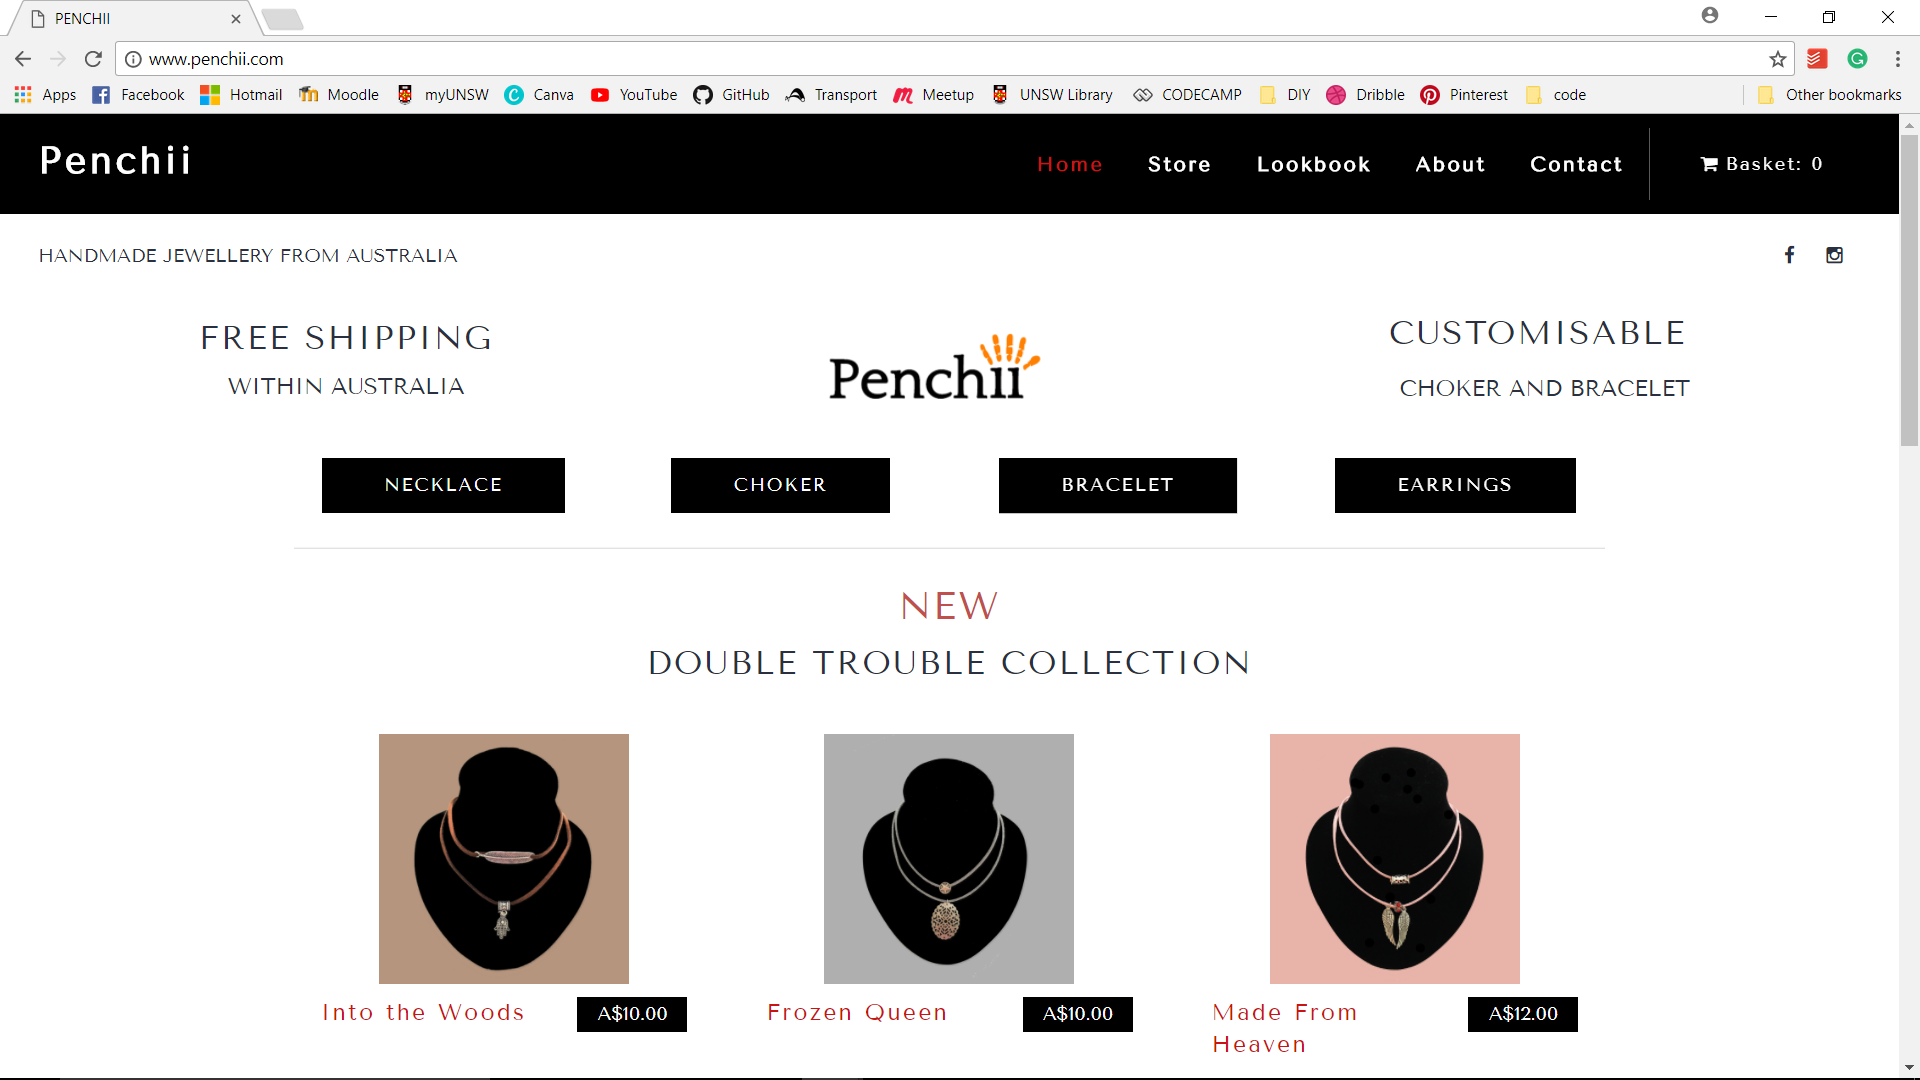 PENCHII
www.penchii.com
Apps Facebook Hotmail Moodle myUNSW Canva YouTube GitHub Transport Meetup UNSW Library CODECAMP DIY Dribble Pinterest code Other bookmarks
Penchii Home Store Lookbook About Contact Basket: 0
HANDMADE JEWELLERY FROM AUSTRALIA
FREE SHIPPING
WITHIN AUSTRALIA
Penchii
CUSTOMISABLE
CHOKER AND BRACELET
NECKLACE CHOKER BRACELET EARRINGS
NEW
DOUBLE TROUBLE COLLECTION
Into the Woods A$10.00
Frozen Queen A$10.00
Made From A$12.00
Heaven